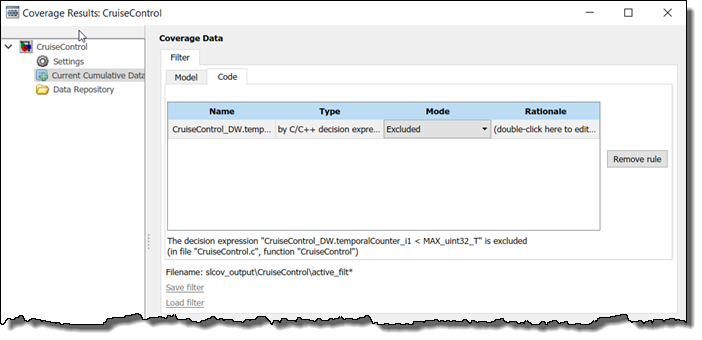 Coverage Results: CruiseControl
CruiseControl
Settings
Current Cumulative Data
Data Repository
Coverage Data
Filter
Model Code
Name Type Mode Rationale
CruiseControl_DW.temp... by C/C++ decision expre... Excluded (double-click here to edit...
Remove rule
The decision expression "CruiseControl_DW.temporalCounter_i1 < MAX_uint32_T" is excluded
(in file "CruiseControl.c", function "CruiseControl")
Filename: slcov_output\CruiseControl\active_filt*
Save filter
Load filter